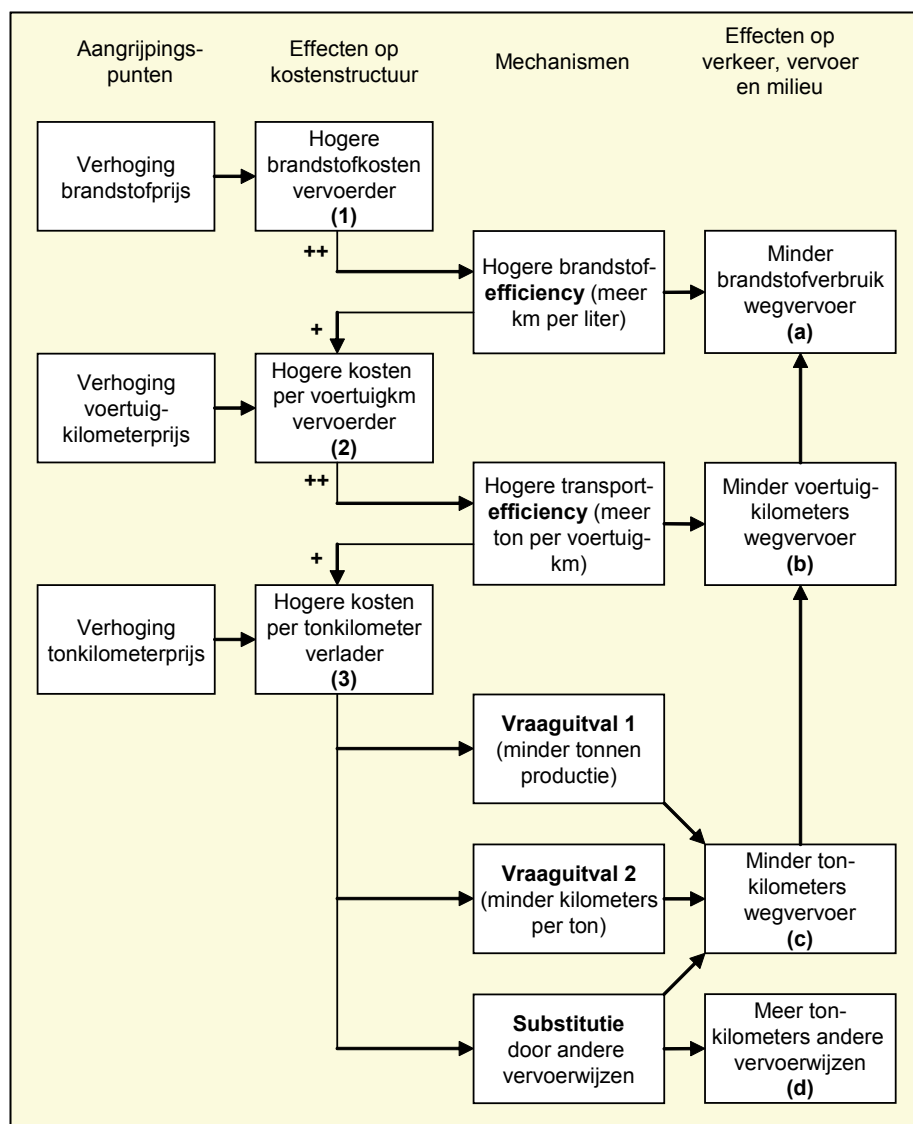 Aangrijpings-
punten
Effecten op
kostenstructuur
Mechanismen
Effecten op
verkeer, vervoer
en milieu
Verhoging
brandstofprijs
Hogere
brandstofkosten
vervoerder
(1)
++
Hogere brandstof-
efficiency (meer
km per liter)
Minder
brandstofverbruik
wegvervoer
(a)
+
Verhoging
voertuig-
kilometerprijs
Hogere kosten
per voertuigkm
vervoerder
(2)
++
Hogere transport-
efficiency (meer
ton per voertuig-
km)
Minder voertuig-
kilometers
wegvervoer
(b)
+
Verhoging
tonkilometerprijs
Hogere kosten
per tonkilometer
verlader
(3)
Vraaguitval 1
(minder tonnen
productie)
Vraaguitval 2
(minder kilometers
per ton)
Minder ton-
kilometers
wegvervoer
(c)
Substitutie
door andere
vervoerwijzen
Meer ton-
kilometers andere
vervoerwijzen
(d)